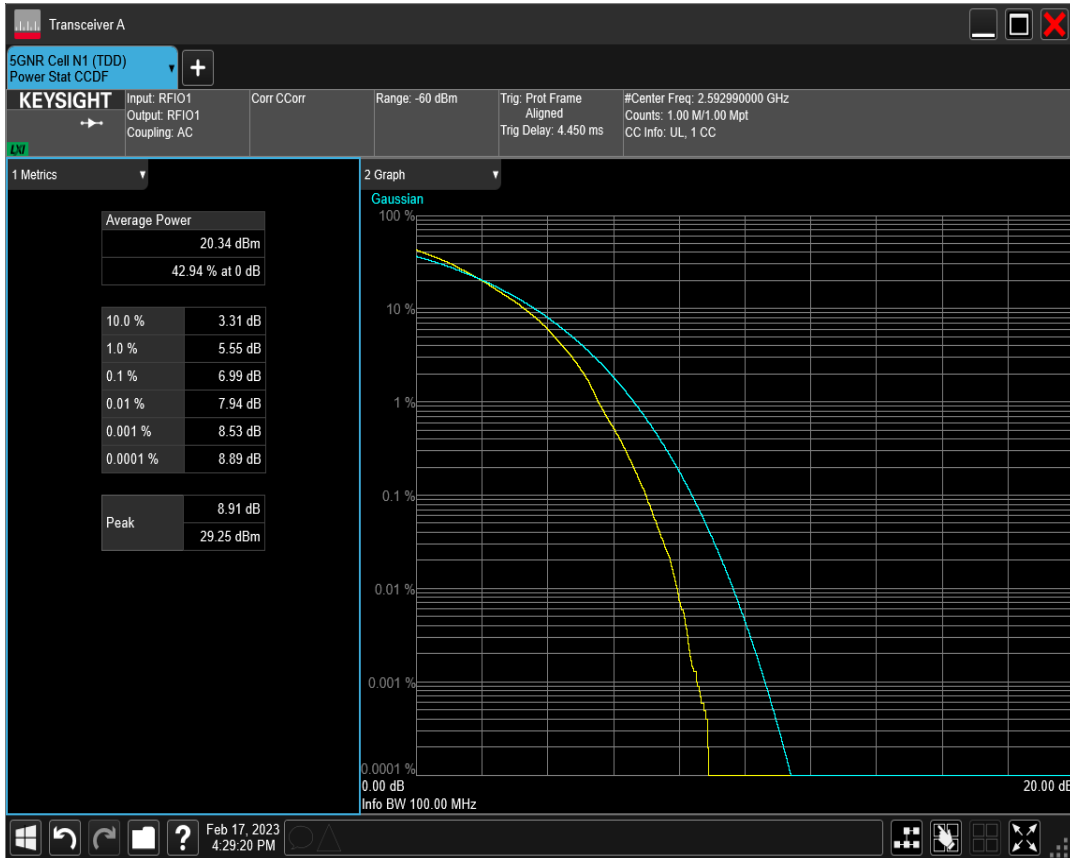 Transceiver A
5GNR Cell N1 (TDD)
Power Stat CCDF
+
KEYSIGHT
LXI
Input: RFIO1
Output: RFIO1
Coupling: AC
Corr CCorr
Range: -60 dBm
Trig: Prot Frame
Aligned
Trig Delay: 4.450 ms
#Center Freq: 2.592990000 GHz
Counts: 1.00 M/1.00 Mpt
CC Info: UL, 1 CC
1 Metrics
Average Power
20.34 dBm
42.94 % at 0 dB
10.0 % 3.31 dB
1.0 % 5.55 dB
0.1 % 6.99 dB
0.01 % 7.94 dB
0.001 % 8.53 dB
0.0001 % 8.89 dB
Peak
8.91 dB
29.25 dBm
2 Graph
Gaussian
100 %
10 %
1 %
0.1 %
0.01 %
0.001 %
0.0001 %
0.00 dB 20.00 dB
Info BW 100.00 MHz
?
Feb 17, 2023
4:29:20 PM